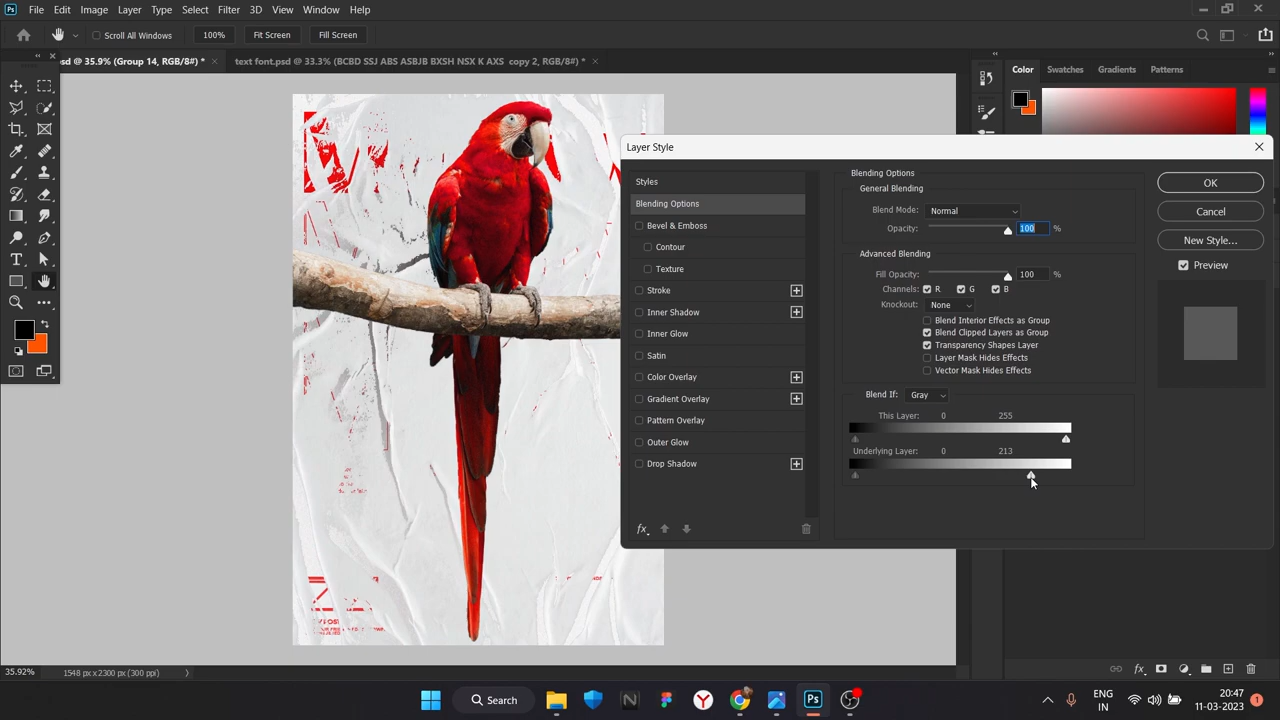 Ps File Edit Image Layer Type Select Filter 3D View Window Help
Scroll All Windows 100% Fit Screen Fill Screen
sd @ 35.9% (Group 14, RGB/8#) * × text font.psd @ 33.3% (BCBD SSJ ABS ASBJB BXSH NSX K AXS copy 2, RGB/8#) * ×
Color Swatches Gradients Patterns
Layer Style
Styles
Blending Options
Bevel & Emboss
Contour
Texture
Stroke
Inner Shadow
Inner Glow
Satin
Color Overlay
Gradient Overlay
Pattern Overlay
Outer Glow
Drop Shadow
fx
Blending Options
General Blending
Blend Mode: Normal
Opacity: 100 %
Advanced Blending
Fill Opacity: 100 %
Channels: R G B
Knockout: None
Blend Interior Effects as Group
Blend Clipped Layers as Group
Transparency Shapes Layer
Layer Mask Hides Effects
Vector Mask Hides Effects
Blend If: Gray
This Layer: 0 255
Underlying Layer: 0 213
OK
Cancel
New Style...
Preview
35.92% 1548 px x 2300 px (300 ppi)
fx
Search N Y Ps
ENG
IN
20:47
11-03-2023